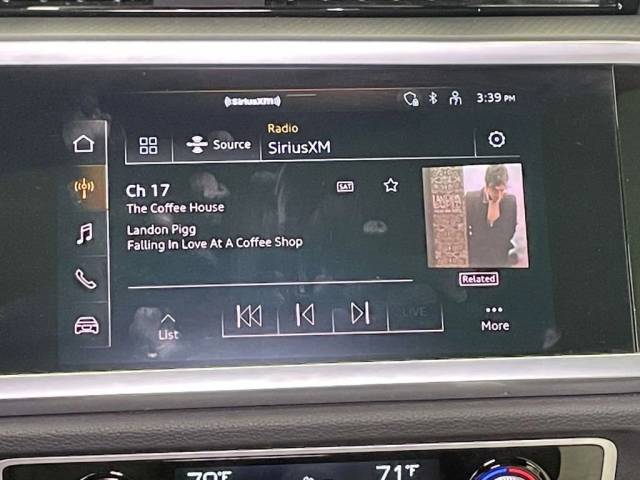 ((SiriusXM))
3:39 PM
Radio
Source
SiriusXM
Ch 17
SAT
The Coffee House
Landon Pigg
Falling In Love At A Coffee Shop
LANDON
Related
LIVE
List
More
71°F